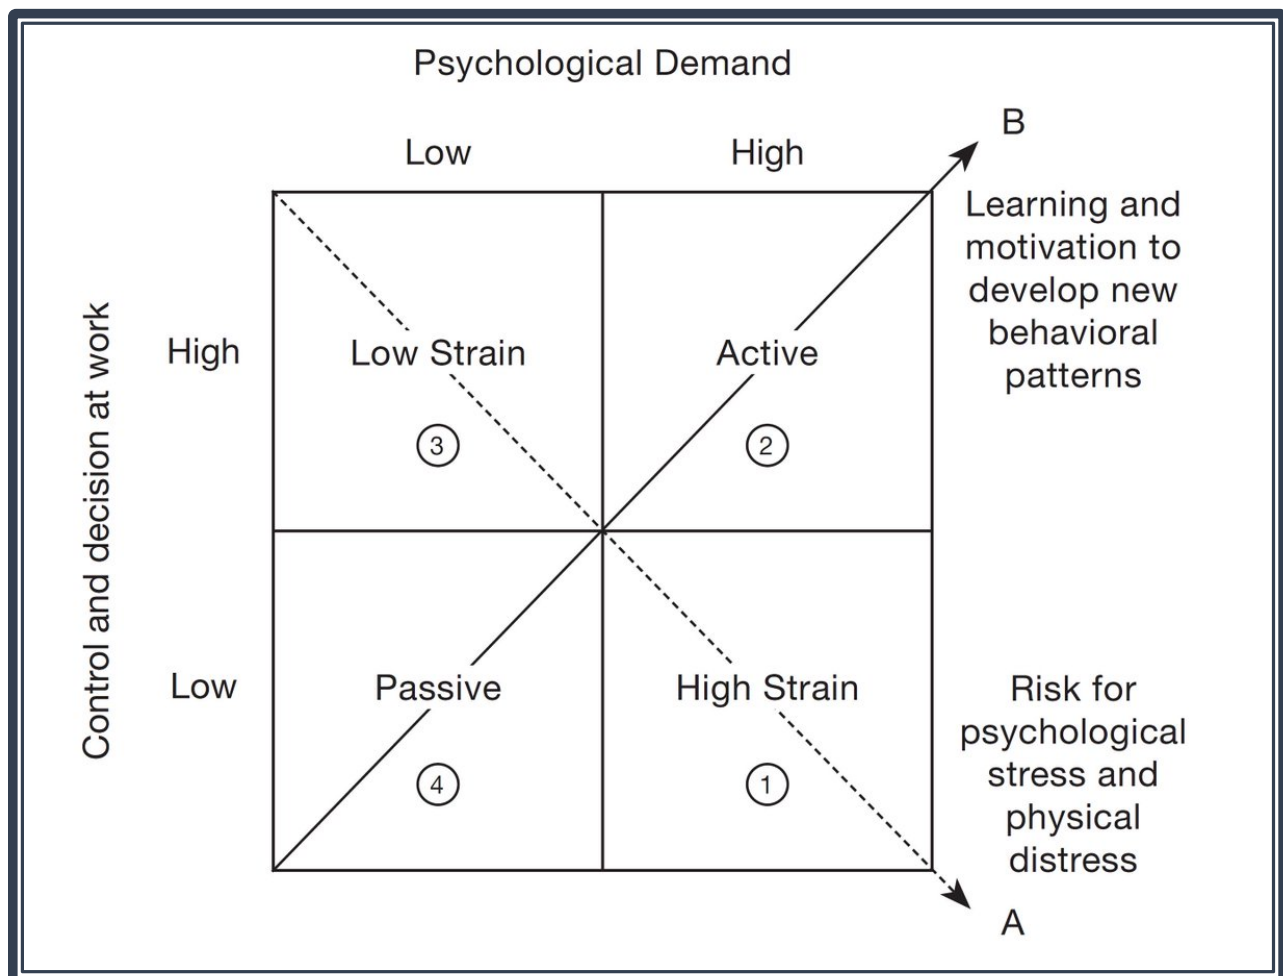 Psychological Demand
B
Low
High
Learning and
motivation to
develop new
behavioral
patterns
Control and decision at work
High
Low Strain
Active
3
2
Low
Passive
High Strain
4
1
Risk for
psychological
stress and
physical
distress
A